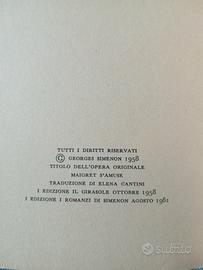 TUTTI I DIRITTI RISERVATI
© GEORGES SIMENON 1958
TITOLO DELL'OPERA ORIGINALE
MAIGRET S'AMUSE
TRADUZIONE DI ELENA CANTINI
I EDIZIONE IL GIRASOLE OTTOBRE 1958
I EDIZIONE I ROMANZI DI SIMENON AGOSTO 1961
subito